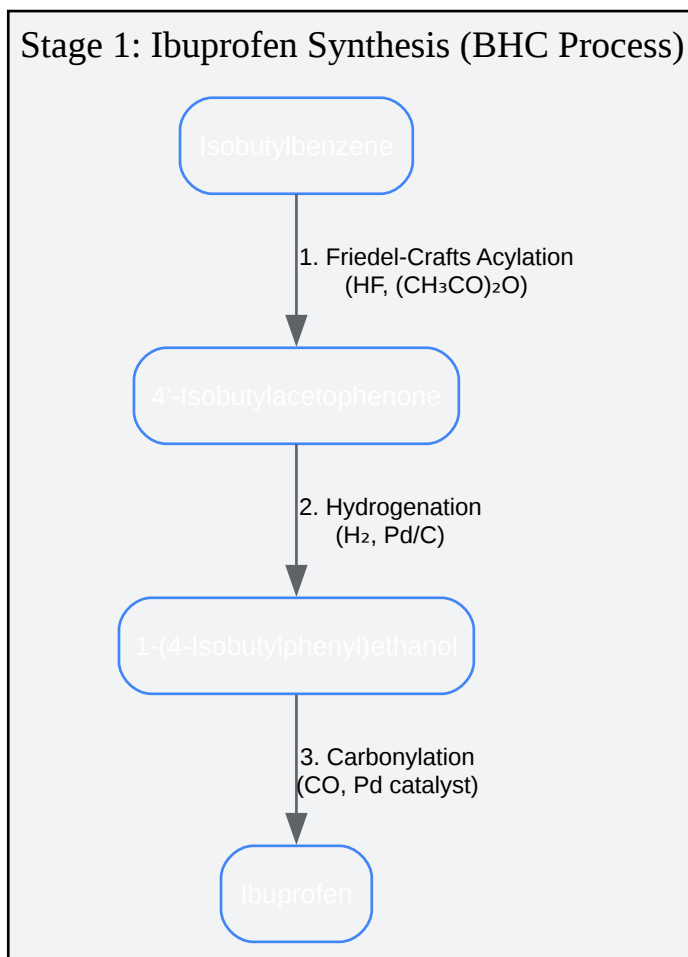 Stage 1: Ibuprofen Synthesis (BHC Process)
Isobutylbenzene
1. Friedel-Crafts Acylation
(HF, (CH₃CO)₂O)
4'-Isobutylacetophenone
2. Hydrogenation
(H₂, Pd/C)
1-(4-Isobutylphenyl)ethanol
3. Carbonylation
(CO, Pd catalyst)
Ibuprofen